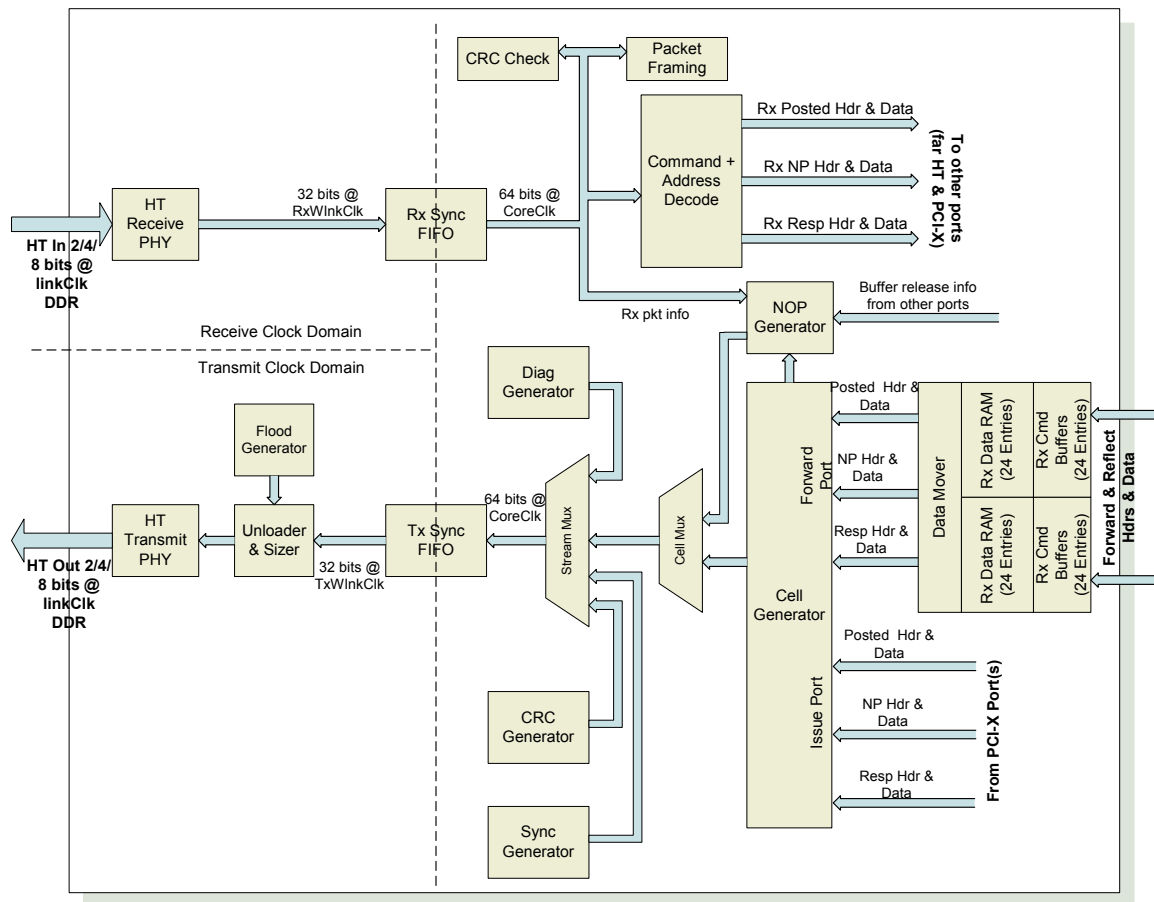 CRC Check
Packet
Framing
Command +
Address
Decode
Rx Posted Hdr & Data
Rx NP Hdr & Data
Rx Resp Hdr & Data
To other ports
(far HT & PCI-X)
HT
Receive
PHY
32 bits @
RxWlnkClk
Rx Sync
FIFO
64 bits @
CoreClk
HT In 2/4/
8 bits @
linkClk
DDR
Rx pkt info
NOP
Generator
Buffer release info
from other ports
Receive Clock Domain
Transmit Clock Domain
Diag
Generator
Flood
Generator
HT
Transmit
PHY
Unloader
& Sizer
32 bits @
TxWlnkClk
Tx Sync
FIFO
64 bits @
CoreClk
Stream Mux
Cell Mux
HT Out 2/4/
8 bits @
linkClk
DDR
CRC
Generator
Sync
Generator
Cell
Generator
Forward
Port
Issue Port
Posted Hdr &
Data
NP Hdr &
Data
Resp Hdr &
Data
Data Mover
Rx Data RAM
(24 Entries)
Rx Cmd
Buffers
(24 Entries)
Rx Data RAM
(24 Entries)
Rx Cmd
Buffers
(24 Entries)
Forward & Reflect
Hdrs & Data
Posted Hdr &
Data
NP Hdr &
Data
Resp Hdr &
Data
From PCI-X Port(s)